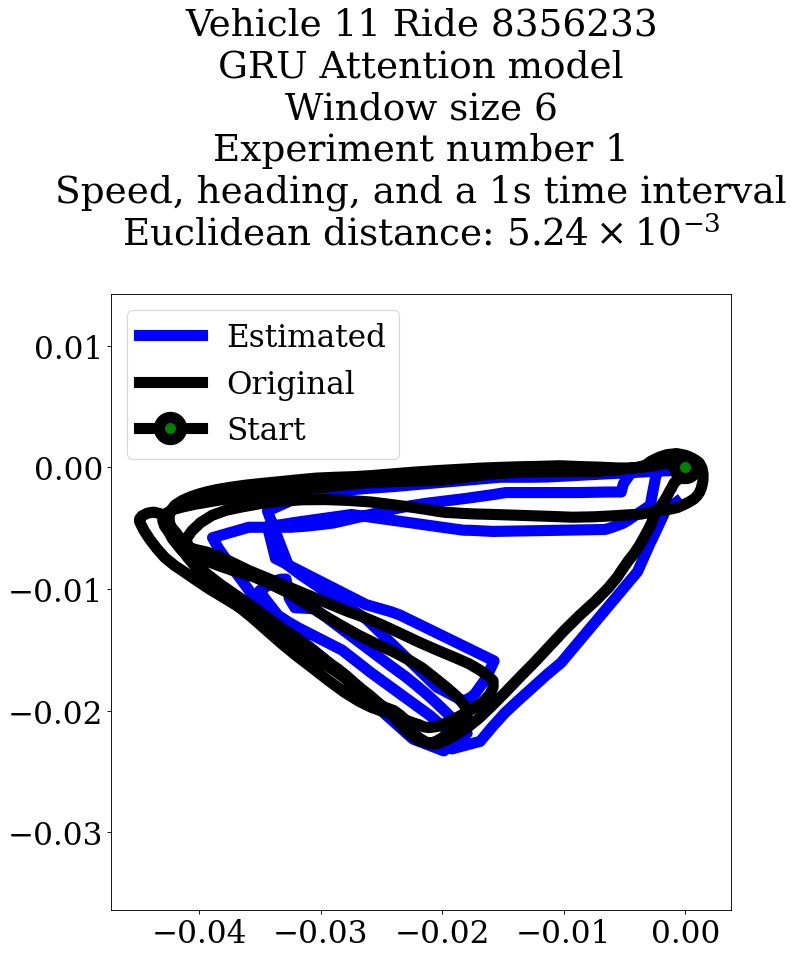 Vehicle 11 Ride 8356233
GRU Attention model
Window size 6
Experiment number 1
Speed, heading, and a 1s time interval
Euclidean distance: 5.24 × 10⁻³
Estimated
Original
Start
0.01
0.00
−0.01
−0.02
−0.03
−0.04 −0.03 −0.02 −0.01 0.00